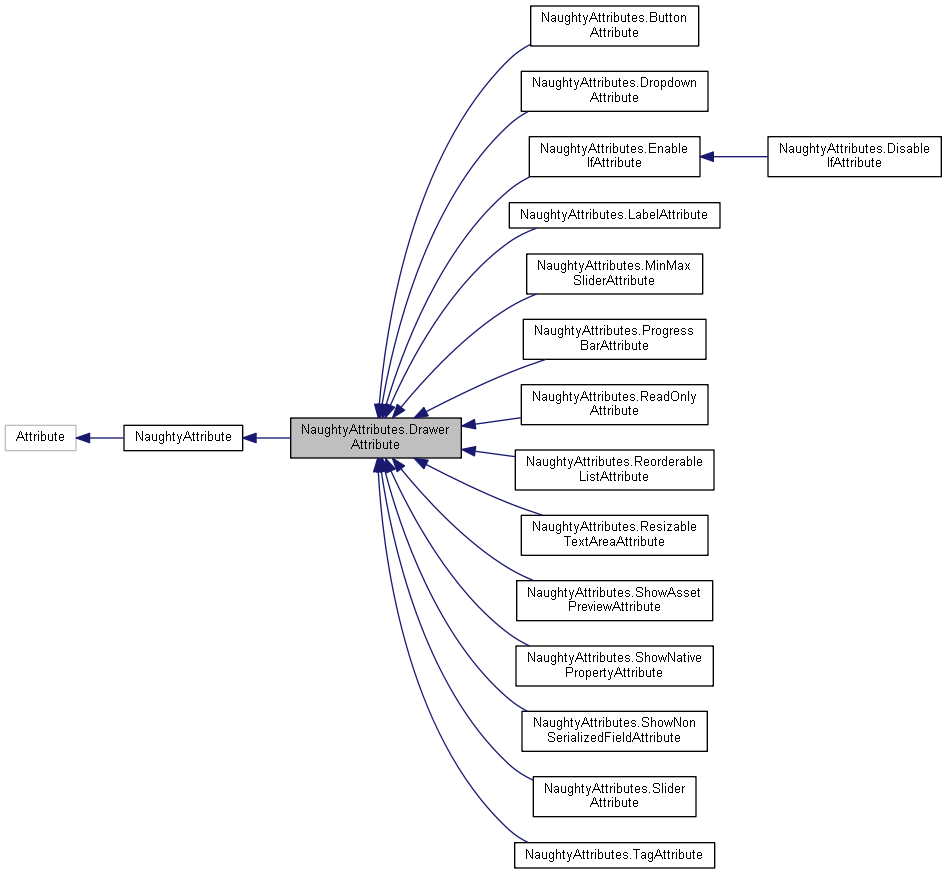 NaughtyAttributes.Button
Attribute
NaughtyAttributes.Dropdown
Attribute
NaughtyAttributes.Enable
IfAttribute
NaughtyAttributes.Disable
IfAttribute
NaughtyAttributes.LabelAttribute
NaughtyAttributes.MinMax
SliderAttribute
NaughtyAttributes.Progress
BarAttribute
NaughtyAttributes.ReadOnly
Attribute
Attribute
NaughtyAttribute
NaughtyAttributes.Drawer
Attribute
NaughtyAttributes.Reorderable
ListAttribute
NaughtyAttributes.Resizable
TextAreaAttribute
NaughtyAttributes.ShowAsset
PreviewAttribute
NaughtyAttributes.ShowNative
PropertyAttribute
NaughtyAttributes.ShowNon
SerializedFieldAttribute
NaughtyAttributes.Slider
Attribute
NaughtyAttributes.TagAttribute